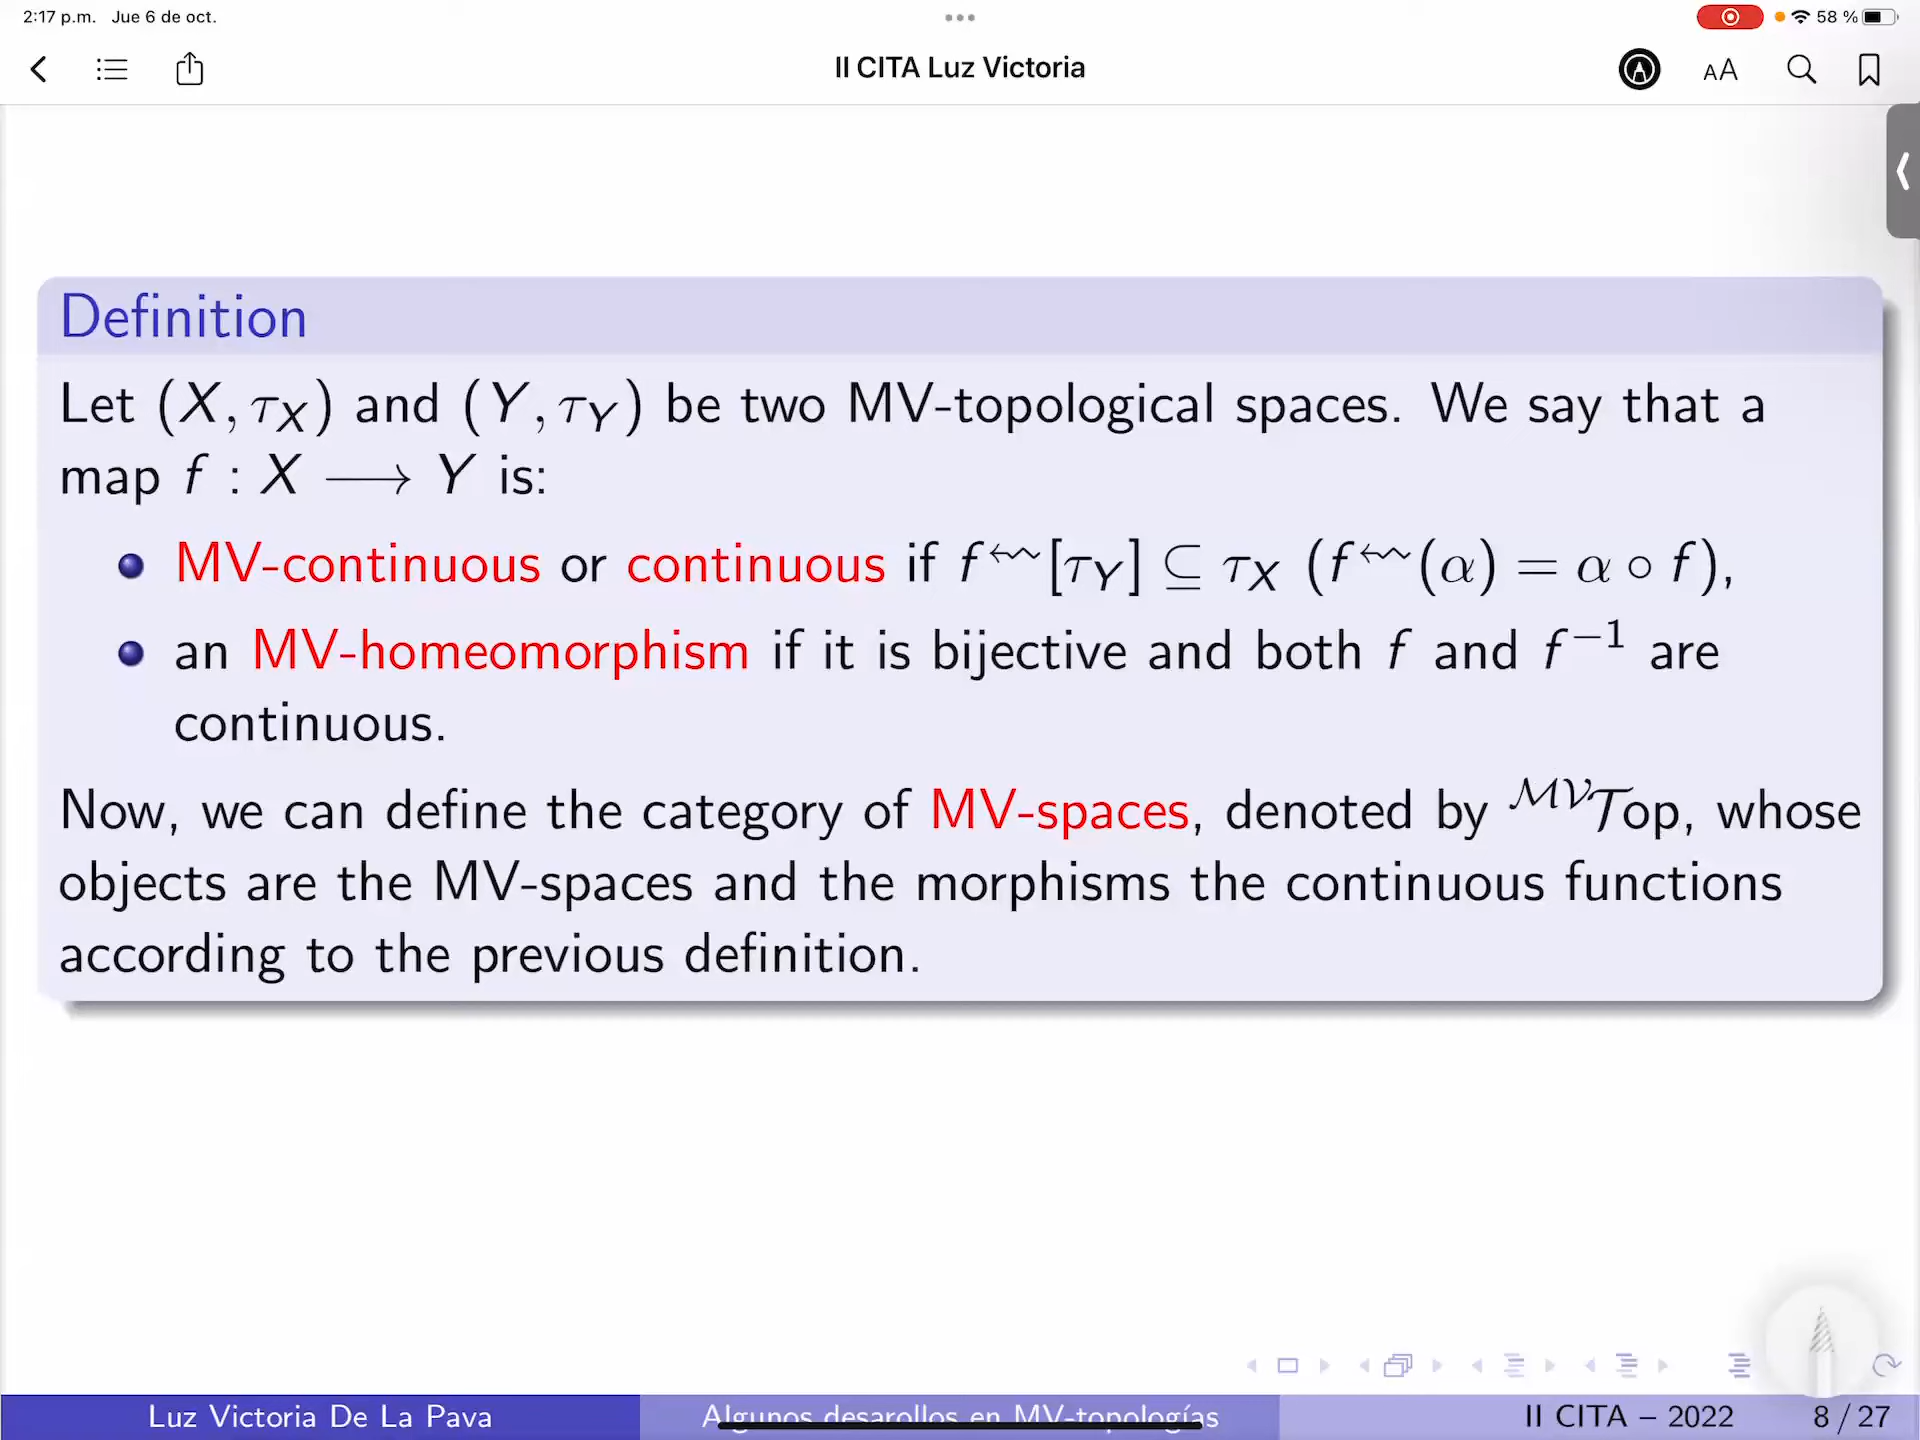 2:17 p.m. Jue 6 de oct.
58 %
II CITA Luz Victoria
AA
Definition
Let (X, τ_X) and (Y, τ_Y) be two MV-topological spaces. We say that a
map f : X ⟶ Y is:
MV-continuous or continuous if f^⇜[τ_Y] ⊆ τ_X (f^⇜(α) = α ∘ f),
an MV-homeomorphism if it is bijective and both f and f⁻¹ are
continuous.
Now, we can define the category of MV-spaces, denoted by ^{MV}Top, whose
objects are the MV-spaces and the morphisms the continuous functions
according to the previous definition.
Luz Victoria De La Pava
Algunos desarollos en MV-topologías
II CITA – 2022
8 / 27